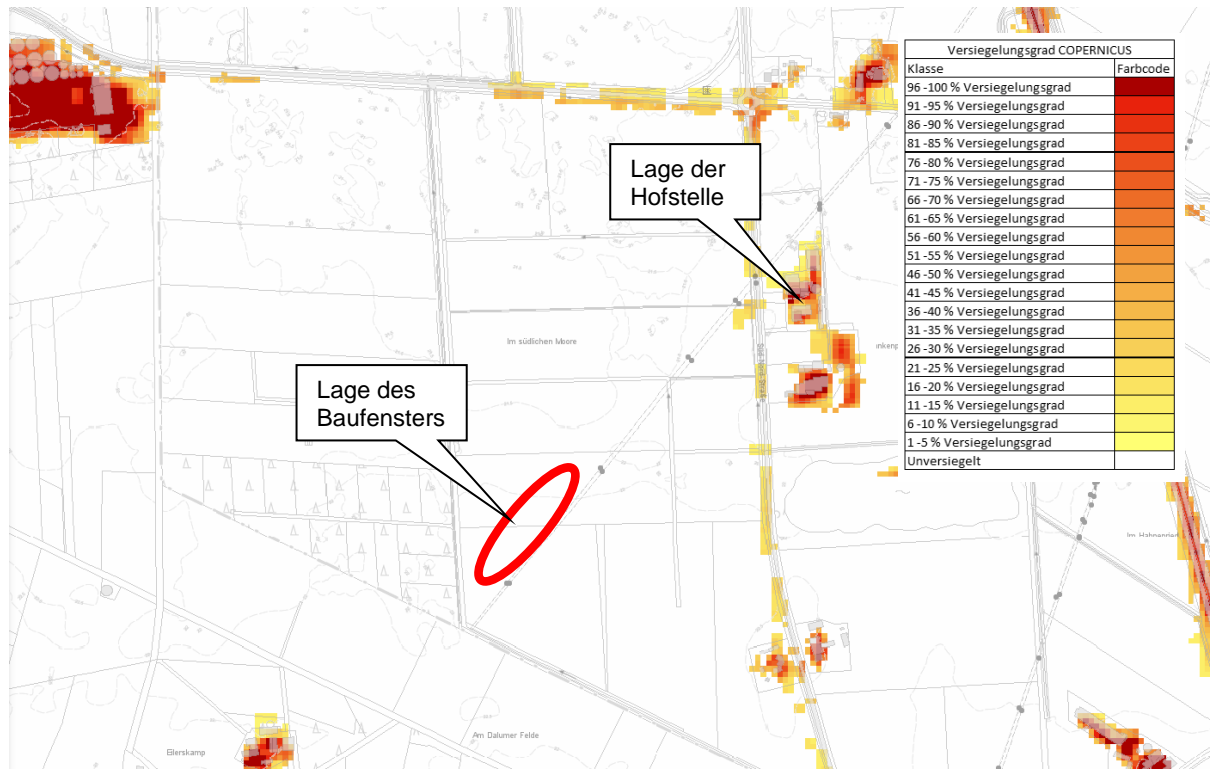 Versiegelungsgrad COPERNICUS
Klasse Farbcode
96 -100 % Versiegelungsgrad
91 -95 % Versiegelungsgrad
86 -90 % Versiegelungsgrad
81 -85 % Versiegelungsgrad
76 -80 % Versiegelungsgrad
71 -75 % Versiegelungsgrad
66 -70 % Versiegelungsgrad
61 -65 % Versiegelungsgrad
56 -60 % Versiegelungsgrad
51 -55 % Versiegelungsgrad
46 -50 % Versiegelungsgrad
41 -45 % Versiegelungsgrad
36 -40 % Versiegelungsgrad
31 -35 % Versiegelungsgrad
26 -30 % Versiegelungsgrad
21 -25 % Versiegelungsgrad
16 -20 % Versiegelungsgrad
11 -15 % Versiegelungsgrad
6 -10 % Versiegelungsgrad
1 -5 % Versiegelungsgrad
Unversiegelt
Lage der
Hofstelle
Im südlichen Moore
Lage des
Baufensters
Am Dalumer Felde
Eilerskamp